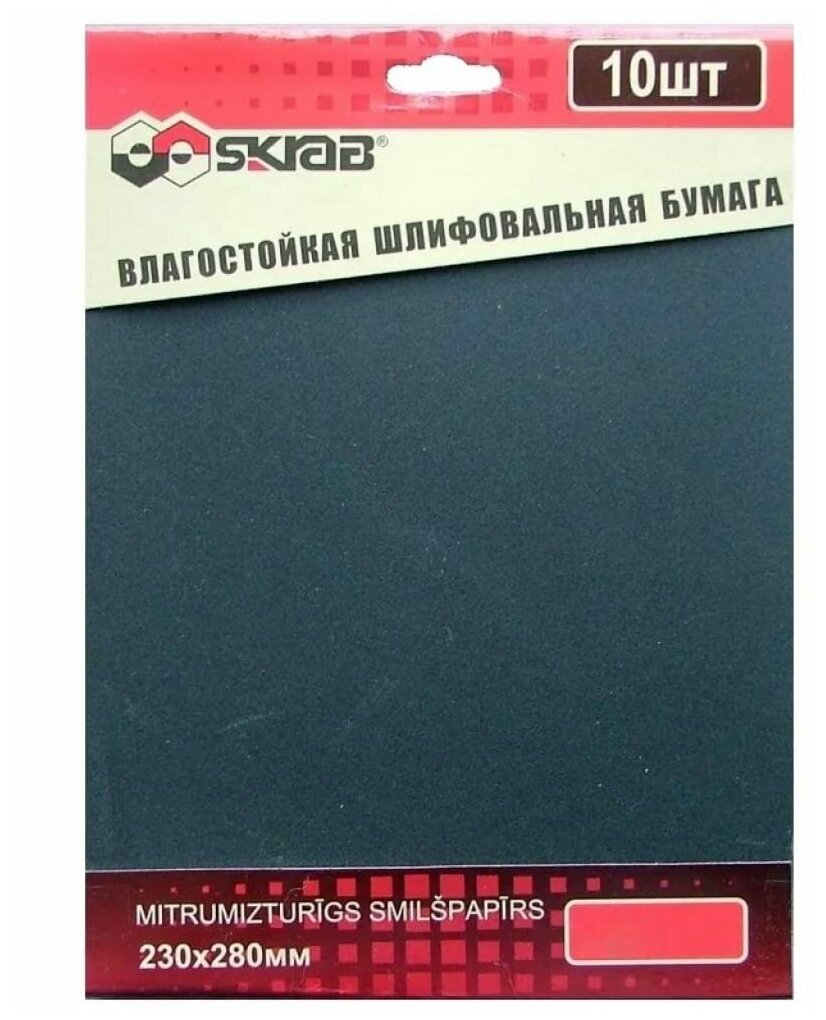 10шт
SKRAB®
ВЛАГОСТОЙКАЯ ШЛИФОВАЛЬНАЯ БУМАГА
MITRUMIZTURĪGS SMILŠPAPĪRS
230x280мм